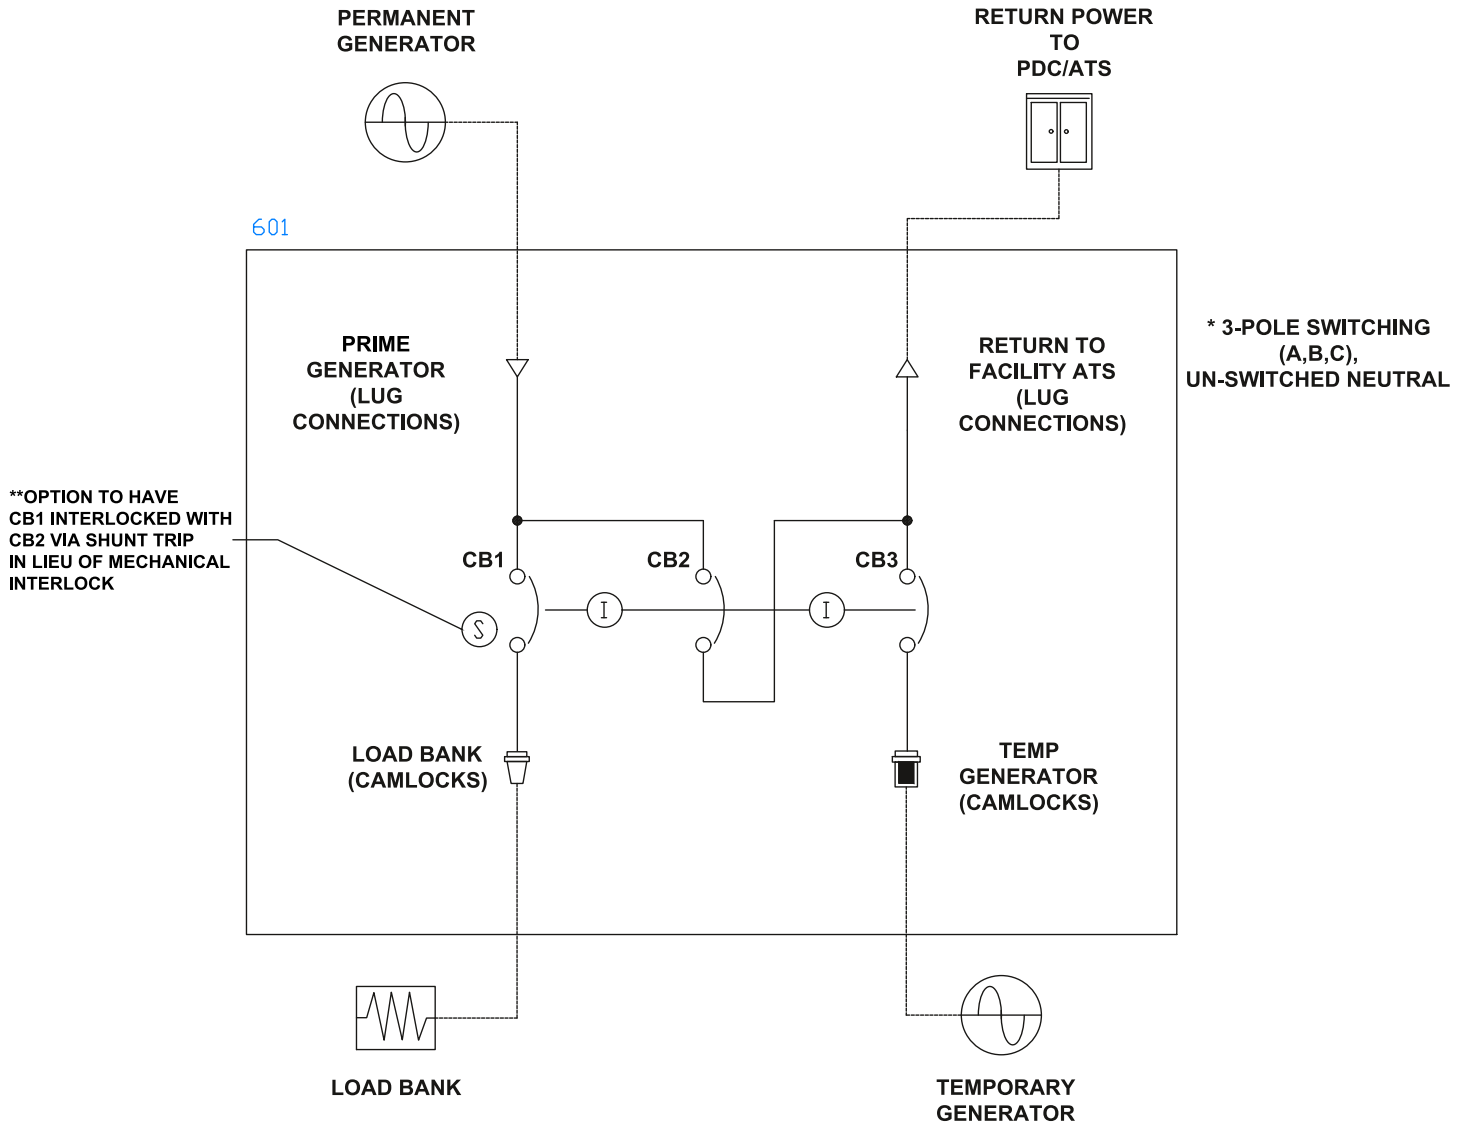 PERMANENT
GENERATOR
RETURN POWER
TO
PDC/ATS
601
PRIME
GENERATOR
(LUG
CONNECTIONS)
RETURN TO
FACILITY ATS
(LUG
CONNECTIONS)
* 3-POLE SWITCHING
(A,B,C),
UN-SWITCHED NEUTRAL
**OPTION TO HAVE
CB1 INTERLOCKED WITH
CB2 VIA SHUNT TRIP
IN LIEU OF MECHANICAL
INTERLOCK
CB1
CB2
CB3
S
I
I
LOAD BANK
(CAMLOCKS)
TEMP
GENERATOR
(CAMLOCKS)
LOAD BANK
TEMPORARY
GENERATOR